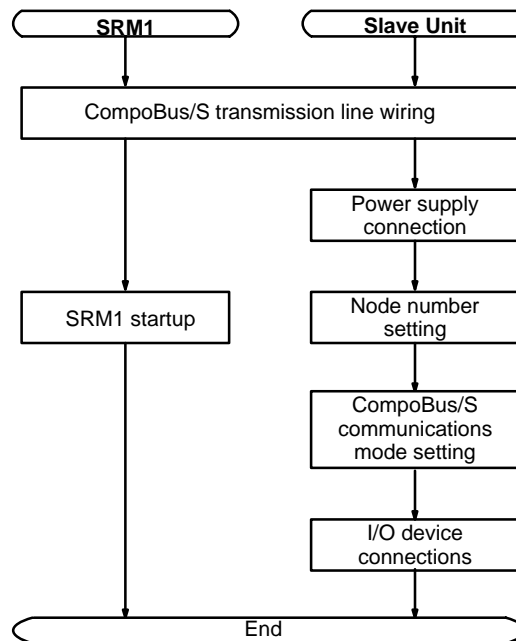 SRM1
Slave Unit
CompoBus/S transmission line wiring
Power supply
connection
SRM1 startup
Node number
setting
CompoBus/S
communications
mode setting
I/O device
connections
End